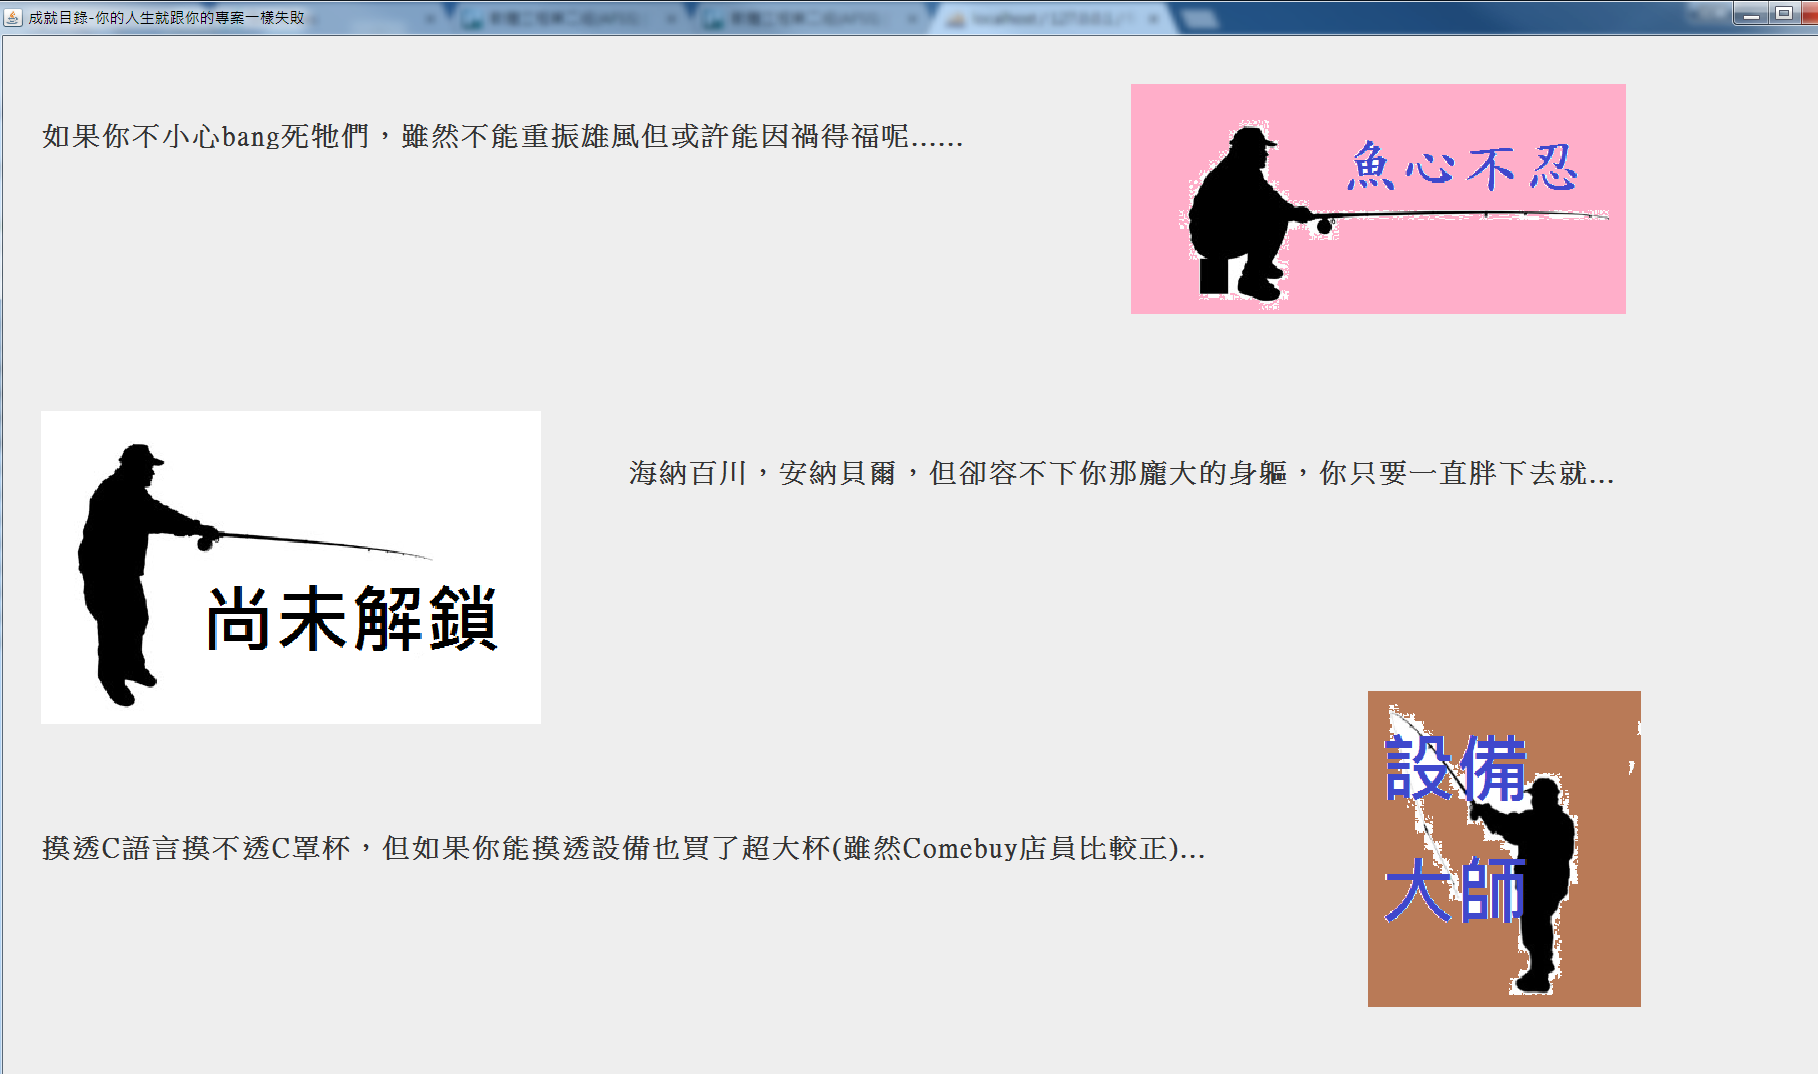 成就目錄-你的人生就跟你的專案一樣失敗
如果你不小心bang死牠們，雖然不能重振雄風但或許能因禍得福呢......
魚心不忍
海納百川，安納貝爾，但卻容不下你那龐大的身軀，你只要一直胖下去就...
尚未解鎖
摸透C語言摸不透C罩杯，但如果你能摸透設備也買了超大杯(雖然Comebuy店員比較正)...
設備
大師